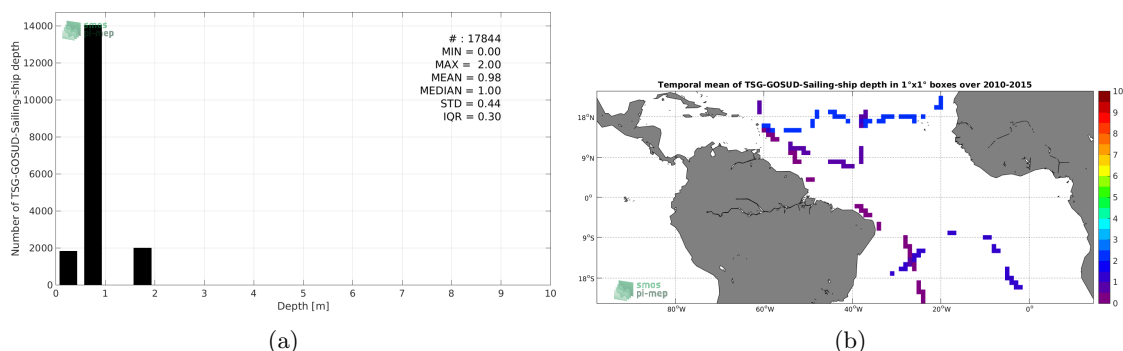 14000
12000
10000
8000
6000
4000
2000
0
Number of TSG-GOSUD-Sailing-ship depth
smos
pi-mep
# : 17844
MIN = 0.00
MAX = 2.00
MEAN = 0.98
MEDIAN = 1.00
STD = 0.44
IQR = 0.30
0 1 2 3 4 5 6 7 8 9 10
Depth [m]
(a)
Temporal mean of TSG-GOSUD-Sailing-ship depth in 1°x1° boxes over 2010-2015
18°N
9°N
0°
9°S
18°S
80°W 60°W 40°W 20°W 0°
smos
pi-mep
10
9
8
7
6
5
4
3
2
1
0
(b)